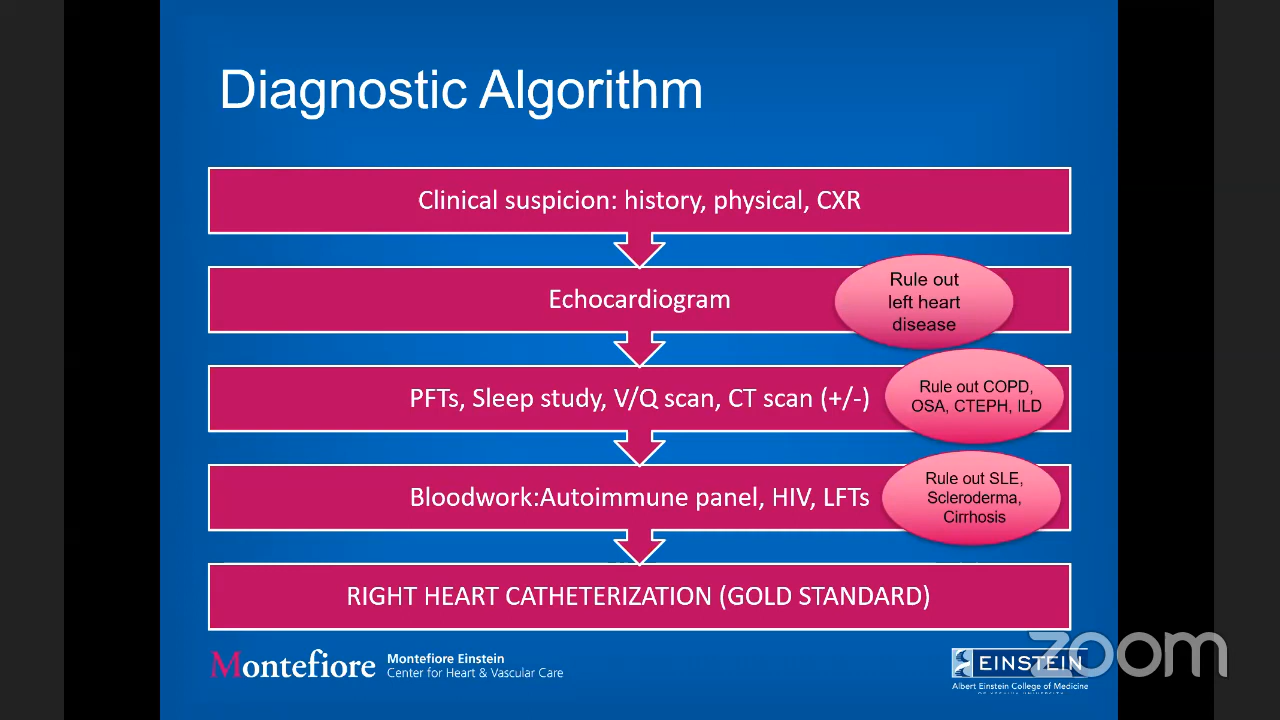 Diagnostic Algorithm
Clinical suspicion: history, physical, CXR
Echocardiogram
Rule out
left heart
disease
PFTs, Sleep study, V/Q scan, CT scan (+/-)
Rule out COPD,
OSA, CTEPH, ILD
Bloodwork:Autoimmune panel, HIV, LFTs
Rule out SLE,
Scleroderma,
Cirrhosis
RIGHT HEART CATHETERIZATION (GOLD STANDARD)
Montefiore
Montefiore Einstein
Center for Heart & Vascular Care
EINSTEIN
Albert Einstein College of Medicine
zoom